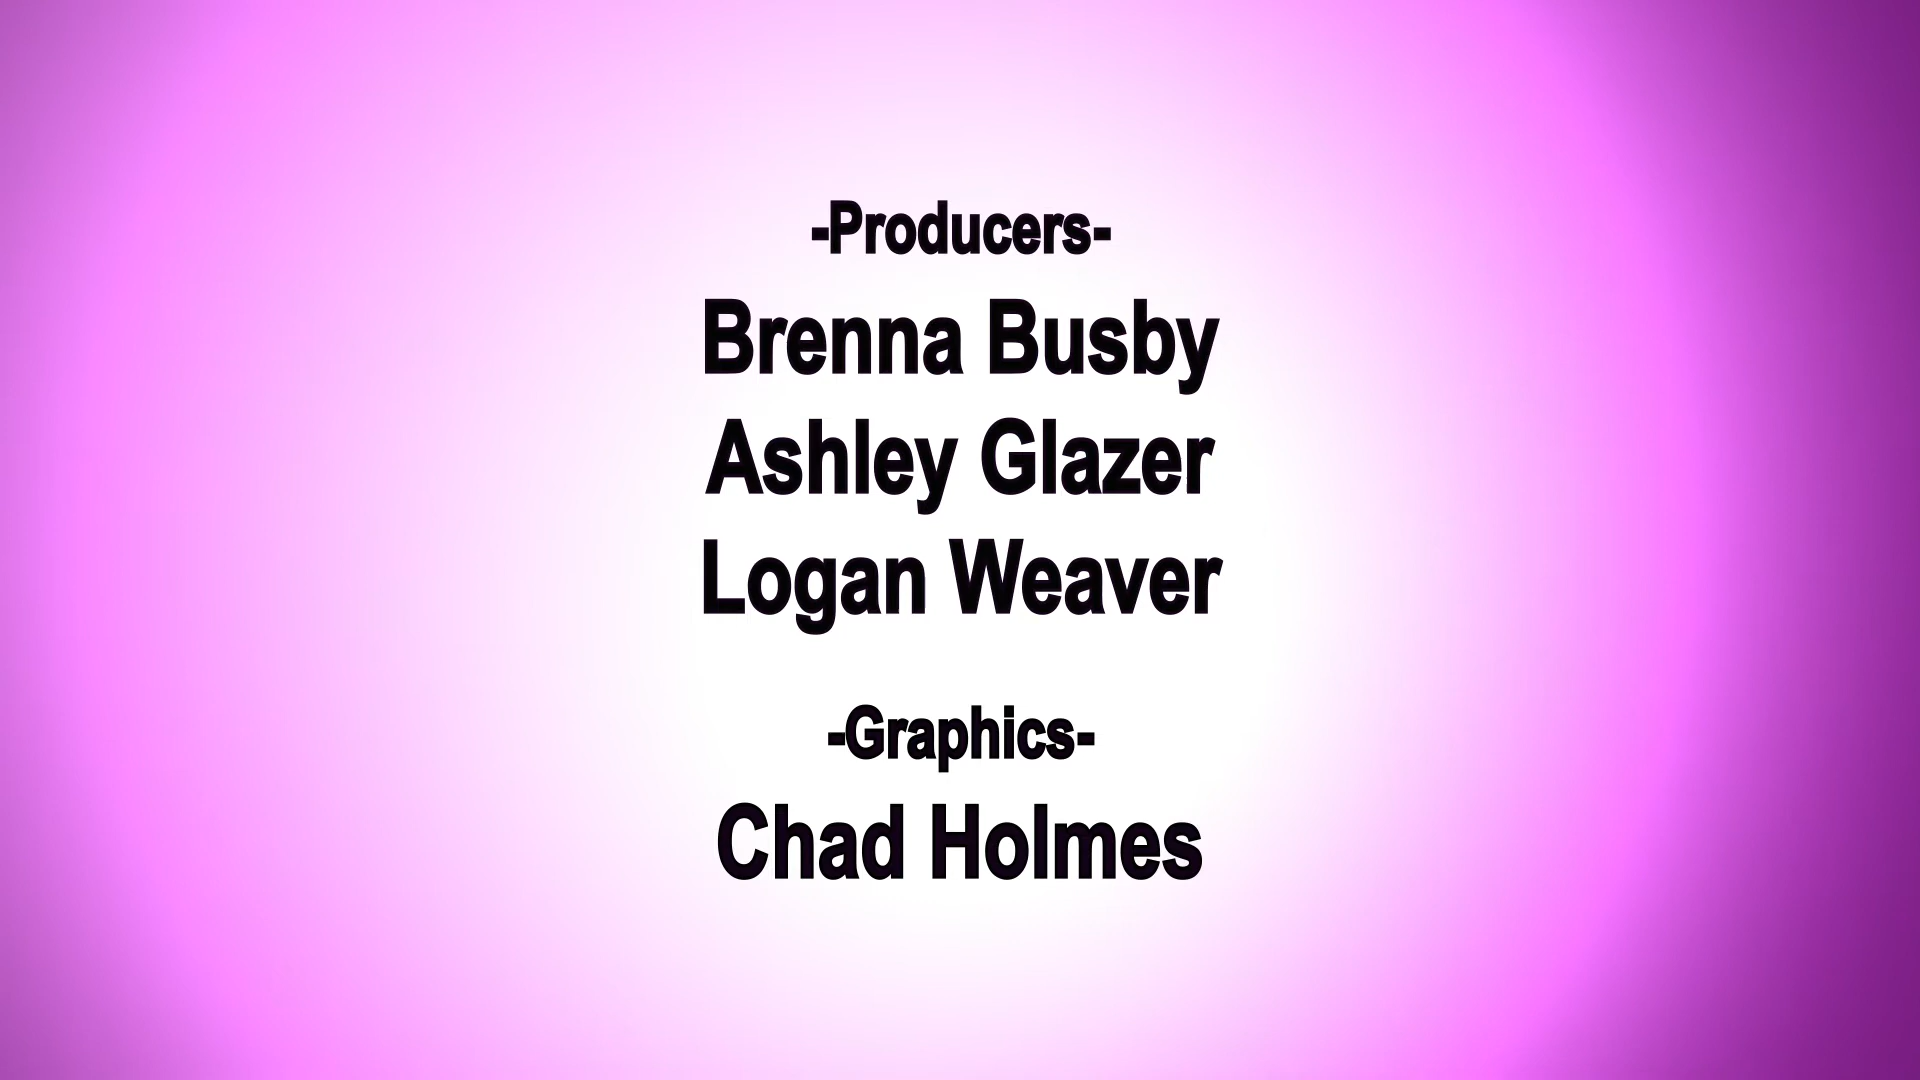 -Producers-
Brenna Busby
Ashley Glazer
Logan Weaver
-Graphics-
Chad Holmes